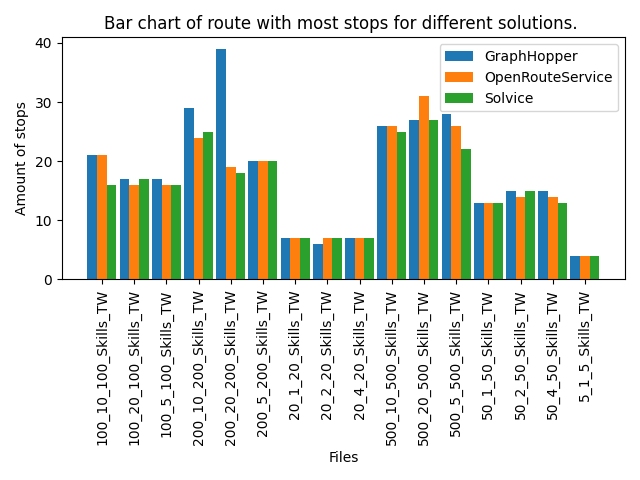 Bar chart of route with most stops for different solutions.
40
30
20
10
0
Amount of stops
GraphHopper
OpenRouteService
Solvice
100_10_100_Skills_TW
100_20_100_Skills_TW
100_5_100_Skills_TW
200_10_200_Skills_TW
200_20_200_Skills_TW
200_5_200_Skills_TW
20_1_20_Skills_TW
20_2_20_Skills_TW
20_4_20_Skills_TW
500_10_500_Skills_TW
500_20_500_Skills_TW
500_5_500_Skills_TW
50_1_50_Skills_TW
50_2_50_Skills_TW
50_4_50_Skills_TW
5_1_5_Skills_TW
Files